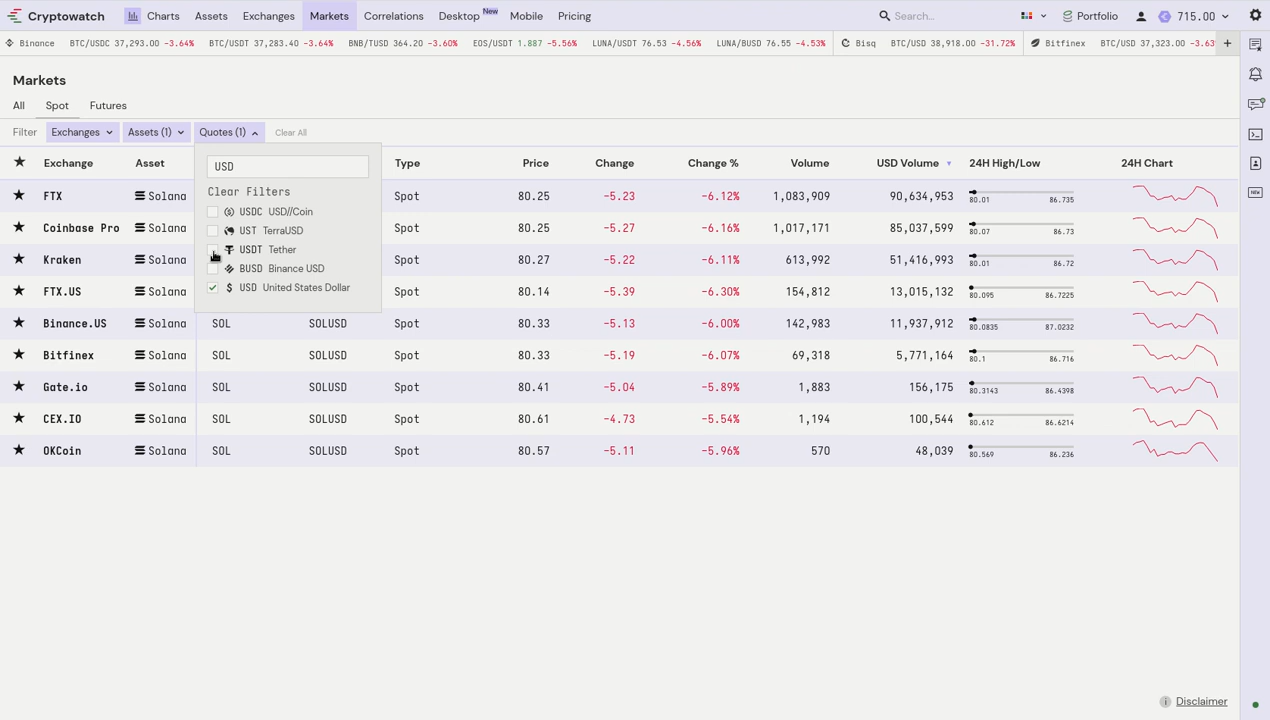 Cryptowatch Charts Assets Exchanges Markets Correlations Desktop New Mobile Pricing Search... Portfolio 715.00
Binance BTC/USDC 37,293.00 -3.64% BTC/USDT 37,283.40 -3.64% BNB/TUSD 364.20 -3.60% EOS/USDT 1.887 .56% LUNA/USDT 76.53 -4.56% LUNA/BUSD 76.55 -4.53% Bisq BTC/USD 38,918.00 -31.72% Bitfinex BTC/USD 37,323.00 -3.63 +
Markets
All Spot Futures
Filter Exchanges Assets (1) Quotes (1) Clear All
USD
Clear Filters
USDC USD//Coin
UST TerraUSD
USDT Tether
BUSD Binance USD
USD United States Dollar
Exchange Asset Type Price Change Change % Volume USD Volume 24H High/Low 24H Chart
FTX Solana Spot 80.25 -5.23 -6.12% 1,083,909 90,634,953 80.01 86.735
Coinbase Pro Solana Spot 80.25 -5.27 -6.16% 1,017,171 85,037,599 80.07 86.73
Kraken Solana Spot 80.27 -5.22 -6.11% 613,992 51,416,993 80.01 86.72
FTX.US Solana Spot 80.14 -5.39 -6.30% 154,812 13,015,132 80.095 86.7225
Binance.US Solana SOL SOLUSD Spot 80.33 -5.13 -6.00% 142,983 11,937,912 80.0835 87.0232
Bitfinex Solana SOL SOLUSD Spot 80.33 -5.19 -6.07% 69,318 5,771,164 80.1 86.716
Gate.io Solana SOL SOLUSD Spot 80.41 -5.04 -5.89% 1,883 156,175 80.3143 86.4398
CEX.IO Solana SOL SOLUSD Spot 80.61 -4.73 -5.54% 1,194 100,544 80.612 86.6214
OKCoin Solana SOL SOLUSD Spot 80.57 -5.11 -5.96% 570 48,039 80.569 86.236
NEW
Disclaimer